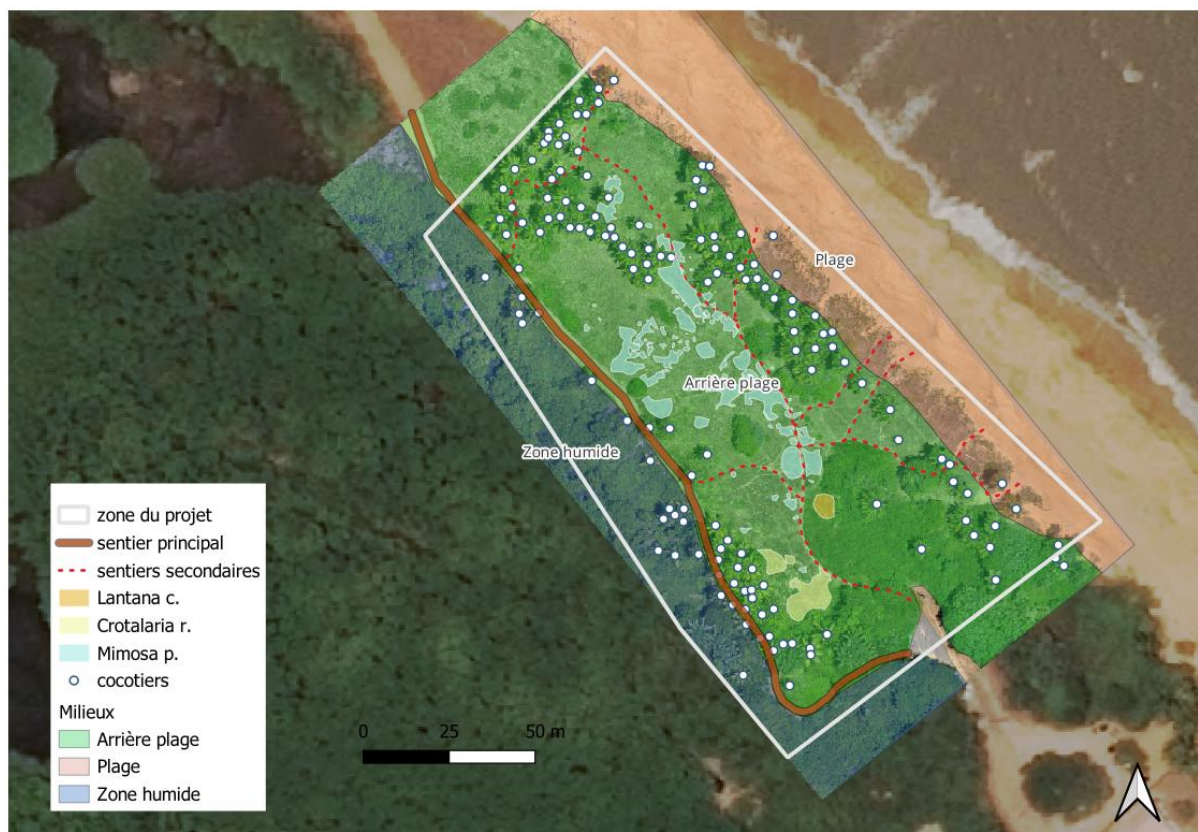 Plage
Arrière plage
Zone humide
zone du projet
sentier principal
sentiers secondaires
Lantana c.
Crotalaria r.
Mimosa p.
cocotiers
Milieux
Arrière plage
Plage
Zone humide
0 25 50 m